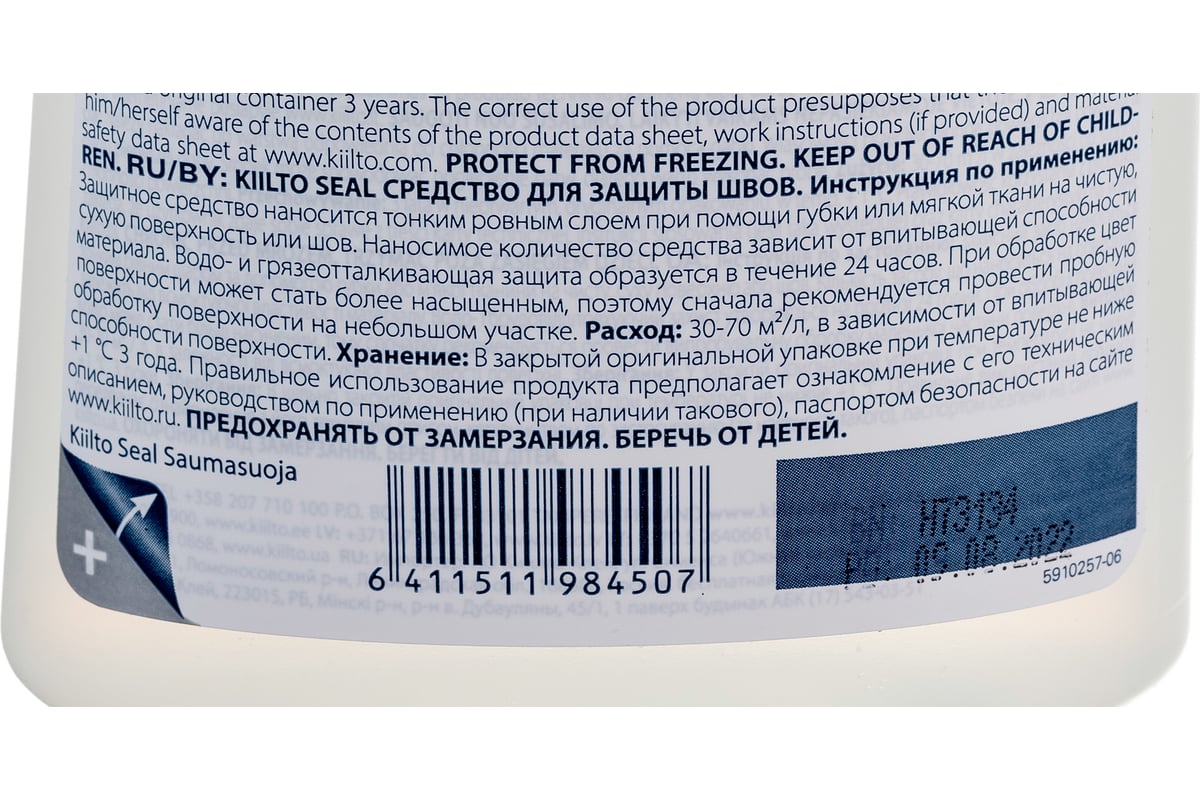 original container 3 years. The correct use of the product presupposes that
him/herself aware of the contents of the product data sheet, work instructions (if provided) and material
safety data sheet at www.kiilto.com. PROTECT FROM FREEZING. KEEP OUT OF REACH OF CHILD-
REN. RU/BY: KIILTO SEAL СРЕДСТВО ДЛЯ ЗАЩИТЫ ШВОВ. Инструкция по применению:
Защитное средство наносится тонким ровным слоем при помощи губки или мягкой ткани на чистую,
сухую поверхность или шов. Наносимое количество средства зависит от впитывающей способности
материала. Водо- и грязеотталкивающая защита образуется в течение 24 часов. При обработке цвет
поверхности может стать более насыщенным, поэтому сначала рекомендуется провести пробную
обработку поверхности на небольшом участке. Расход: 30-70 м²/л, в зависимости от впитывающей
способности поверхности. Хранение: В закрытой оригинальной упаковке при температуре не ниже
+1 °C 3 года. Правильное использование продукта предполагает ознакомление с его техническим
описанием, руководством по применению (при наличии такового), паспортом безопасности на сайте
www.kiilto.ru. ПРЕДОХРАНЯТЬ ОТ ЗАМЕРЗАНИЯ. БЕРЕЧЬ ОТ ДЕТЕЙ.
Kiilto Seal Saumasuoja
6 411511 984507
BN: H73194
PC: 05.08.2022
5910257-06